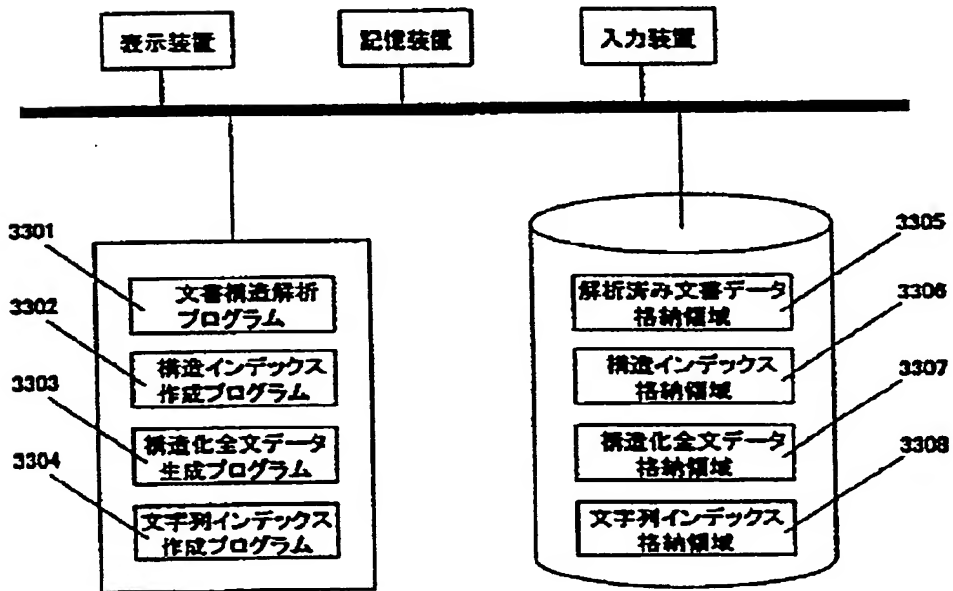 表示装置
記憶装置
入力装置
3301
文書構造解析
プログラム
3302
構造インデックス
作成プログラム
3303
構造化全文データ
生成プログラム
3304
文字列インデックス
作成プログラム
3305
解析済み文書データ
格納領域
3306
構造インデックス
格納領域
3307
構造化全文データ
格納領域
3308
文字列インデックス
格納領域